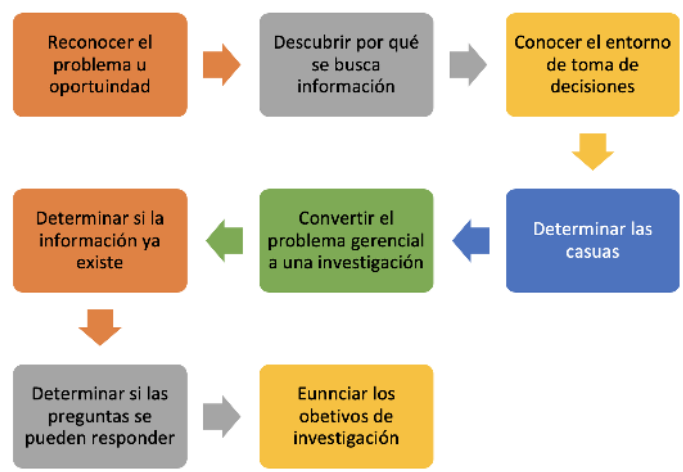 Reconocer el
problema u
oportuindad
Descubrir por qué
se busca
información
Conocer el entorno
de toma de
decisiones
Determinar las
casuas
Convertir el
problema gerencial
a una investigación
Determinar si la
información ya
existe
Determinar si las
preguntas se
pueden responder
Eunnciar los
obetivos de
investigación